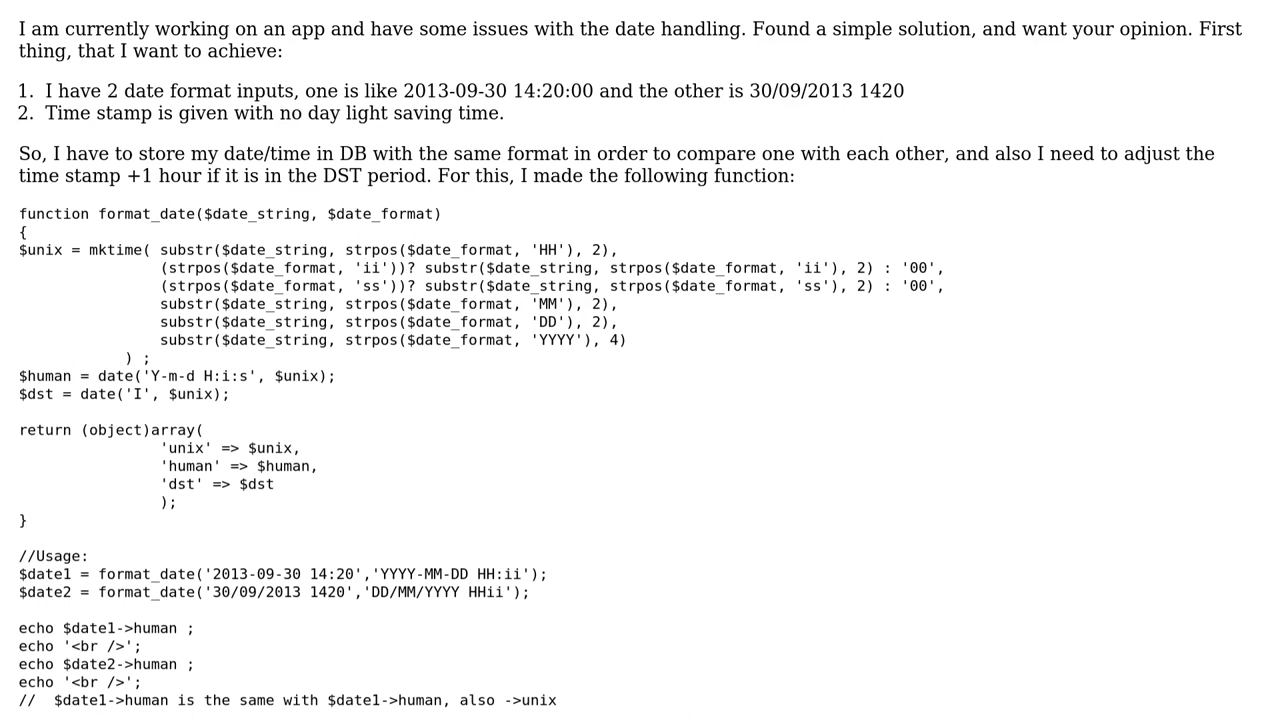 I am currently working on an app and have some issues with the date handling. Found a simple solution, and want your opinion. First
thing, that I want to achieve:
1. I have 2 date format inputs, one is like 2013-09-30 14:20:00 and the other is 30/09/2013 1420
2. Time stamp is given with no day light saving time.
So, I have to store my date/time in DB with the same format in order to compare one with each other, and also I need to adjust the
time stamp +1 hour if it is in the DST period. For this, I made the following function:
function format_date($date_string, $date_format)
{
$unix = mktime( substr($date_string, strpos($date_format, 'HH'), 2),
                (strpos($date_format, 'ii'))? substr($date_string, strpos($date_format, 'ii'), 2) : '00',
                (strpos($date_format, 'ss'))? substr($date_string, strpos($date_format, 'ss'), 2) : '00',
                substr($date_string, strpos($date_format, 'MM'), 2),
                substr($date_string, strpos($date_format, 'DD'), 2),
                substr($date_string, strpos($date_format, 'YYYY'), 4)
            ) ;
$human = date('Y-m-d H:i:s', $unix);
$dst = date('I', $unix);
return (object)array(
                'unix' => $unix,
                'human' => $human,
                'dst' => $dst
                );
}
//Usage:
$date1 = format_date('2013-09-30 14:20','YYYY-MM-DD HH:ii');
$date2 = format_date('30/09/2013 1420','DD/MM/YYYY HHii');
echo $date1->human ;
echo '<br />';
echo $date2->human ;
echo '<br />';
//  $date1->human is the same with $date1->human, also ->unix